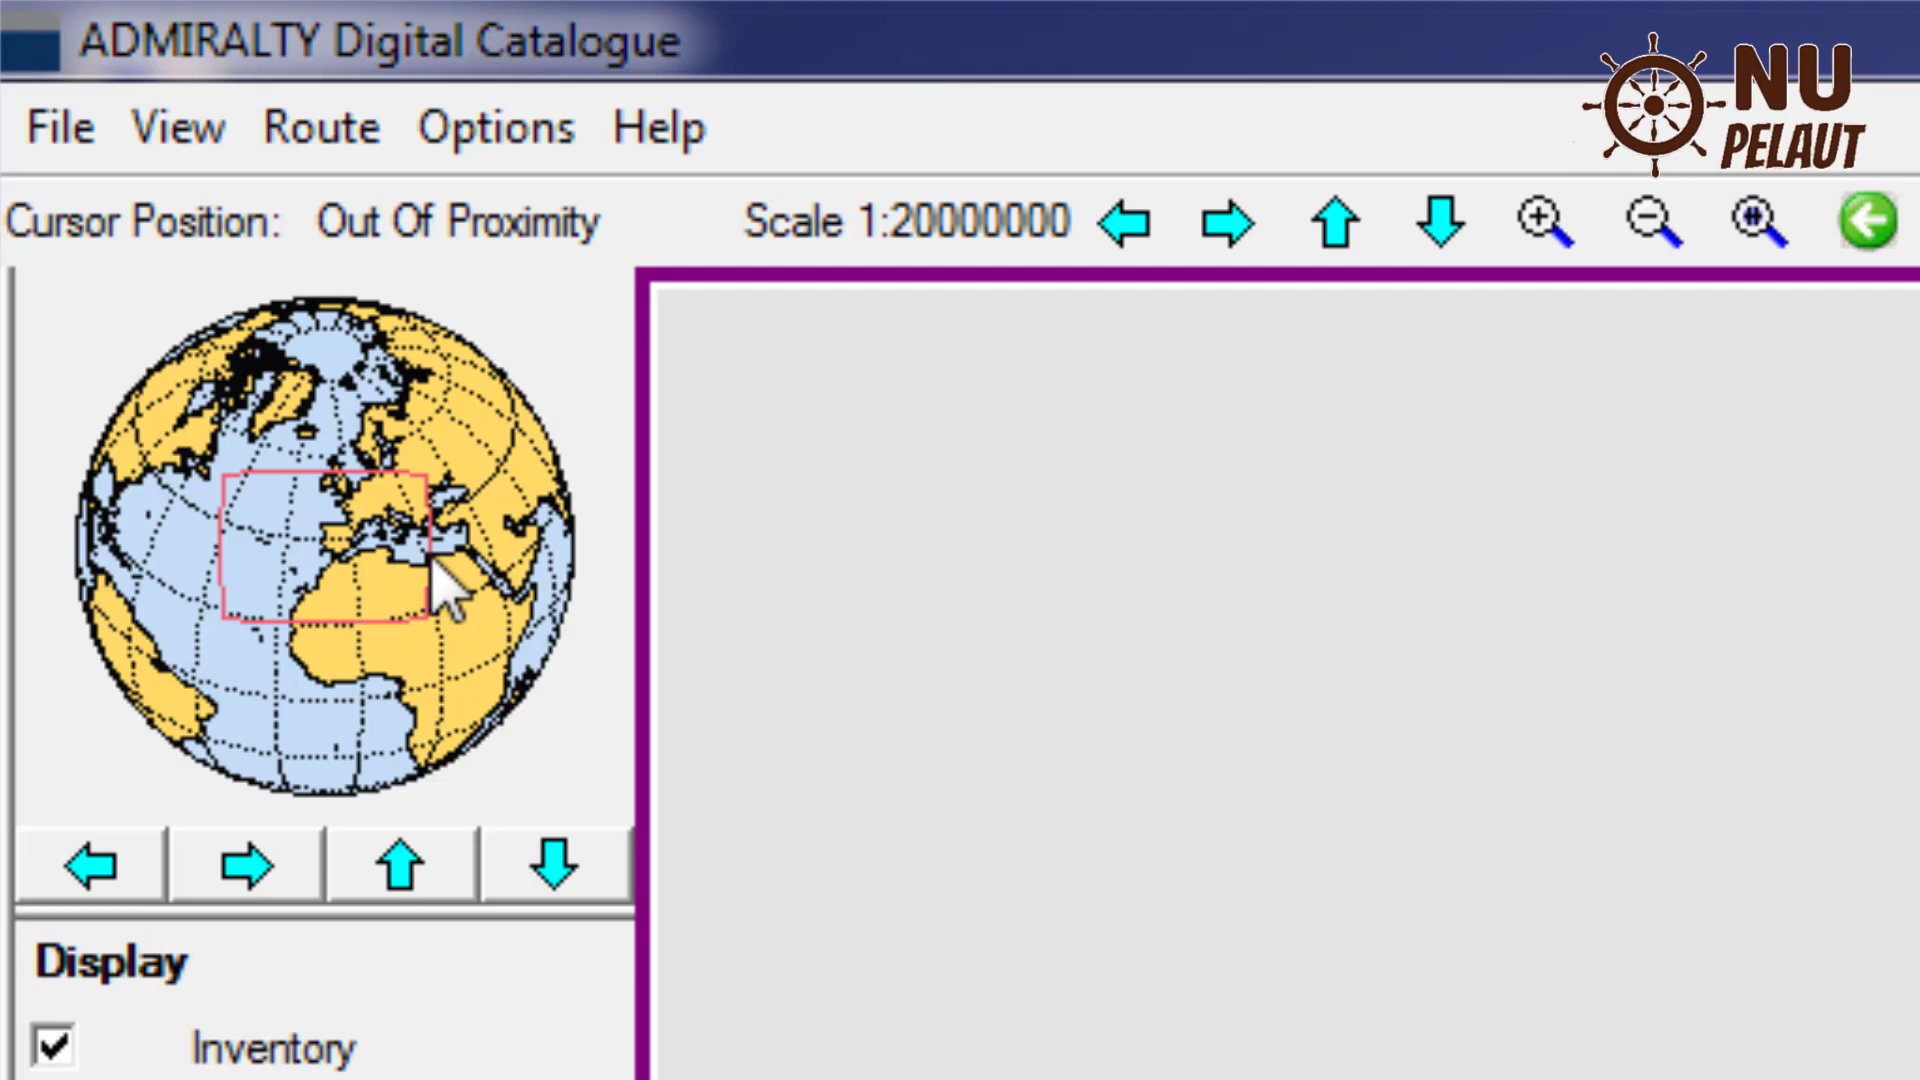 ADMIRALTY Digital Catalogue
NU
PELAUT
File View Route Options Help
Cursor Position: Out Of Proximity Scale 1:20000000
Display
Inventory